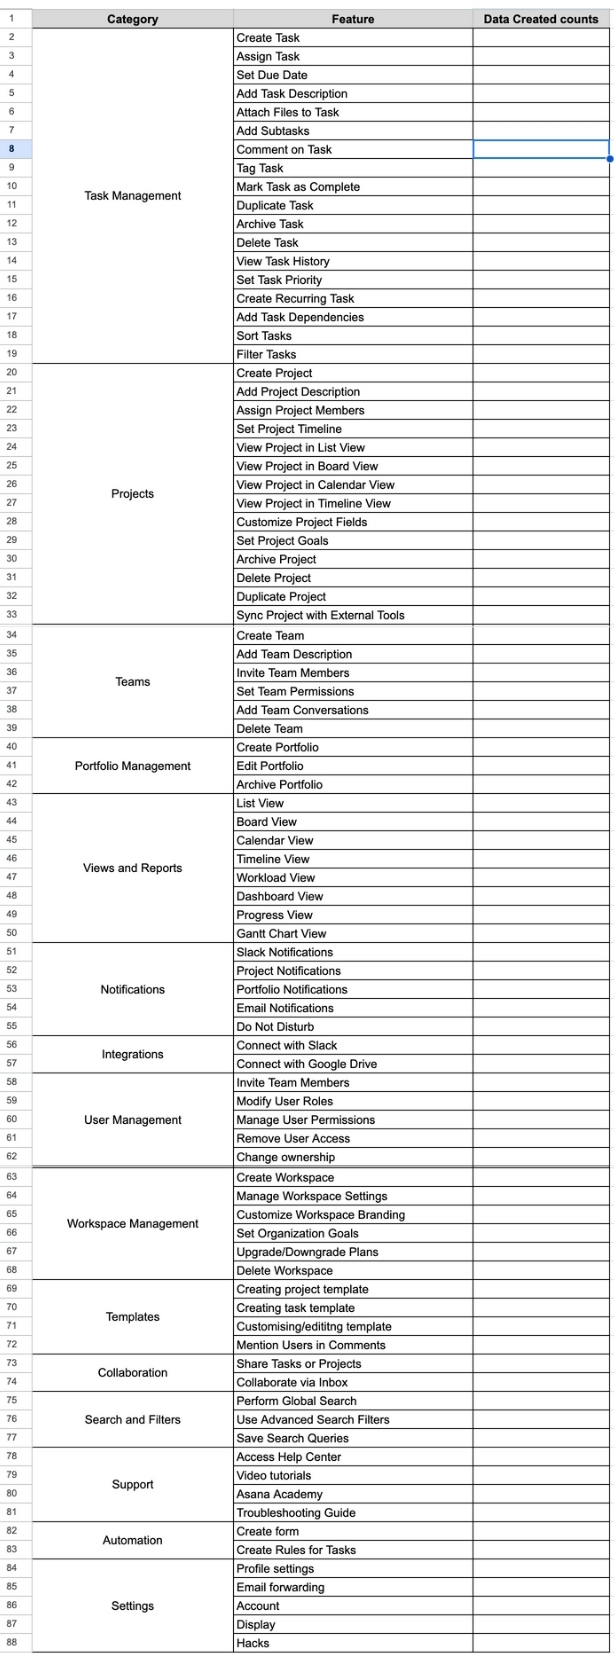 1 Category Feature Data Created counts
2 Create Task
3 Assign Task
4 Set Due Date
5 Add Task Description
6 Attach Files to Task
7 Add Subtasks
8 Comment on Task
9 Tag Task
10 Task Management Mark Task as Complete
11 Duplicate Task
12 Archive Task
13 Delete Task
14 View Task History
15 Set Task Priority
16 Create Recurring Task
17 Add Task Dependencies
18 Sort Tasks
19 Filter Tasks
20 Create Project
21 Add Project Description
22 Assign Project Members
23 Set Project Timeline
24 View Project in List View
25 View Project in Board View
26 View Project in Calendar View
27 Projects View Project in Timeline View
28 Customize Project Fields
29 Set Project Goals
30 Archive Project
31 Delete Project
32 Duplicate Project
33 Sync Project with External Tools
34 Create Team
35 Add Team Description
36 Teams Invite Team Members
37 Set Team Permissions
38 Add Team Conversations
39 Delete Team
40 Create Portfolio
41 Portfolio Management Edit Portfolio
42 Archive Portfolio
43 List View
44 Board View
45 Calendar View
46 Views and Reports Timeline View
47 Workload View
48 Dashboard View
49 Progress View
50 Gantt Chart View
51 Slack Notifications
52 Project Notifications
53 Notifications Portfolio Notifications
54 Email Notifications
55 Do Not Disturb
56 Integrations Connect with Slack
57 Connect with Google Drive
58 Invite Team Members
59 Modify User Roles
60 User Management Manage User Permissions
61 Remove User Access
62 Change ownership
63 Create Workspace
64 Manage Workspace Settings
65 Workspace Management Customize Workspace Branding
66 Set Organization Goals
67 Upgrade/Downgrade Plans
68 Delete Workspace
69 Creating project template
70 Templates Creating task template
71 Customising/edititng template
72 Mention Users in Comments
73 Collaboration Share Tasks or Projects
74 Collaborate via Inbox
75 Perform Global Search
76 Search and Filters Use Advanced Search Filters
77 Save Search Queries
78 Access Help Center
79 Support Video tutorials
80 Asana Academy
81 Troubleshooting Guide
82 Automation Create form
83 Create Rules for Tasks
84 Profile settings
85 Email forwarding
86 Settings Account
87 Display
88 Hacks